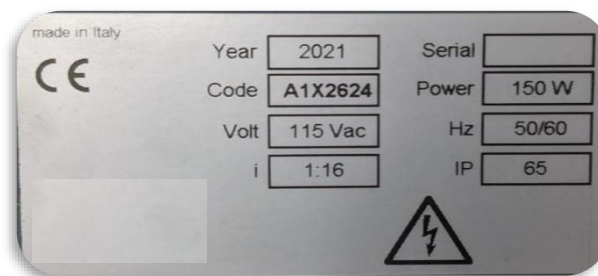 made in Italy
CE
Year 2021 Serial
Code A1X2624 Power 150 W
Volt 115 Vac Hz 50/60
i 1:16 IP 65